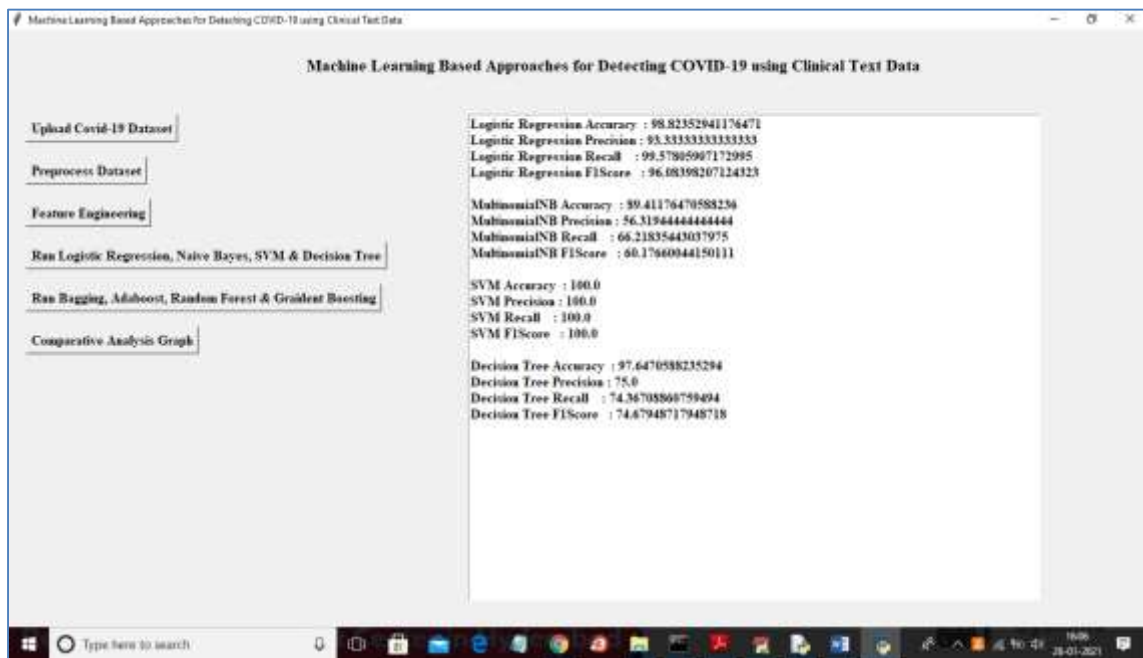 Machine Learning Based Approaches for Detecting COVID-19 using Clinical Text Data
Machine Learning Based Approaches for Detecting COVID-19 using Clinical Text Data
Upload Covid-19 Dataset
Preprocess Dataset
Feature Engineering
Run Logistic Regression, Naive Bayes, SVM & Decision Tree
Run Bagging, Adaboost, Random Forest & Graident Boosting
Comparative Analysis Graph
Logistic Regression Accuracy : 98.82352941176471
Logistic Regression Precision : 93.33333333333333
Logistic Regression Recall : 99.57805907172995
Logistic Regression F1Score : 96.08398207124323
MultinomialNB Accuracy : 89.41176470588236
MultinomialNB Precision : 56.31944444444444
MultinomialNB Recall : 66.21835443037975
MultinomialNB F1Score : 60.17660044150111
SVM Accuracy : 100.0
SVM Precision : 100.0
SVM Recall : 100.0
SVM F1Score : 100.0
Decision Tree Accuracy : 97.6470588235294
Decision Tree Precision : 75.0
Decision Tree Recall : 74.36708860759494
Decision Tree F1Score : 74.67948717948718
Type here to search
16:06
28-01-2021